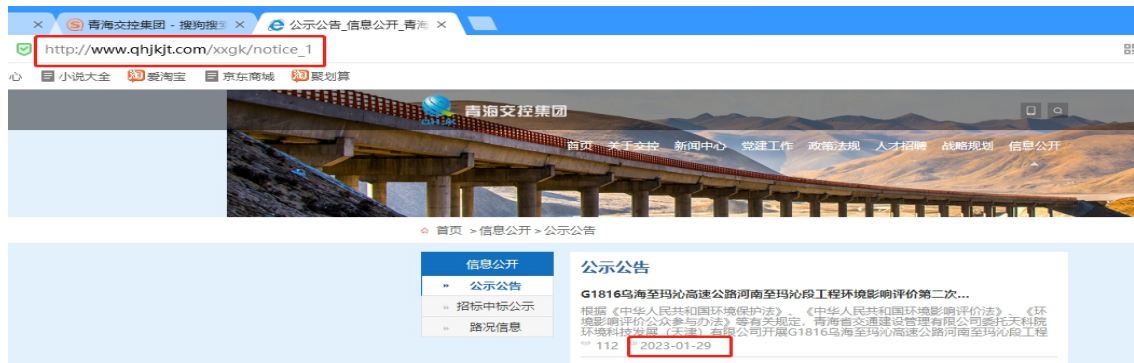 青海交控集团 - 搜狗搜索
公示公告_信息公开_青海
http://www.qhjkjt.com/xxgk/notice_1
心 小说大全 爱淘宝 京东商城 聚划算
青海交控集团
首页 关于交控 新闻中心 党建工作 政策法规 人才招聘 战略规划 信息公开
首页 >信息公开>公示公告
信息公开
公示公告
招标中标公示
路况信息
公示公告
G1816乌海至玛沁高速公路河南至玛沁段工程环境影响评价第二次...
根据《中华人民共和国环境保护法》、《中华人民共和国环境影响评价法》、《环
境影响评价公众参与办法》等有关规定，青海省交通建设管理有限公司委托天科院
环境科技发展（天津）有限公司开展G1816乌海至玛沁高速公路河南至玛沁段工程
112 2023-01-29